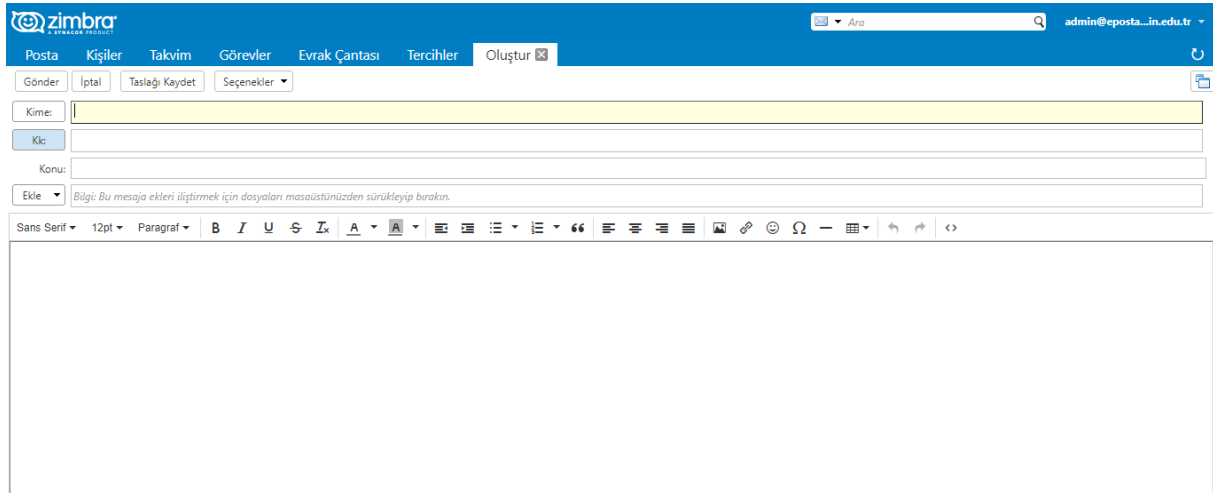 zimbra
A SYNACOR PRODUCT
Ara
admin@eposta...in.edu.tr
Posta Kişiler Takvim Görevler Evrak Çantası Tercihler Oluştur
Gönder İptal Taslağı Kaydet Seçenekler
Kime:
Kk:
Konu:
Ekle Bilgi: Bu mesaja ekleri iliştirmek için dosyaları masaüstünüzden sürükleyip bırakın.
Sans Serif 12pt Paragraf B I U S Tx A A